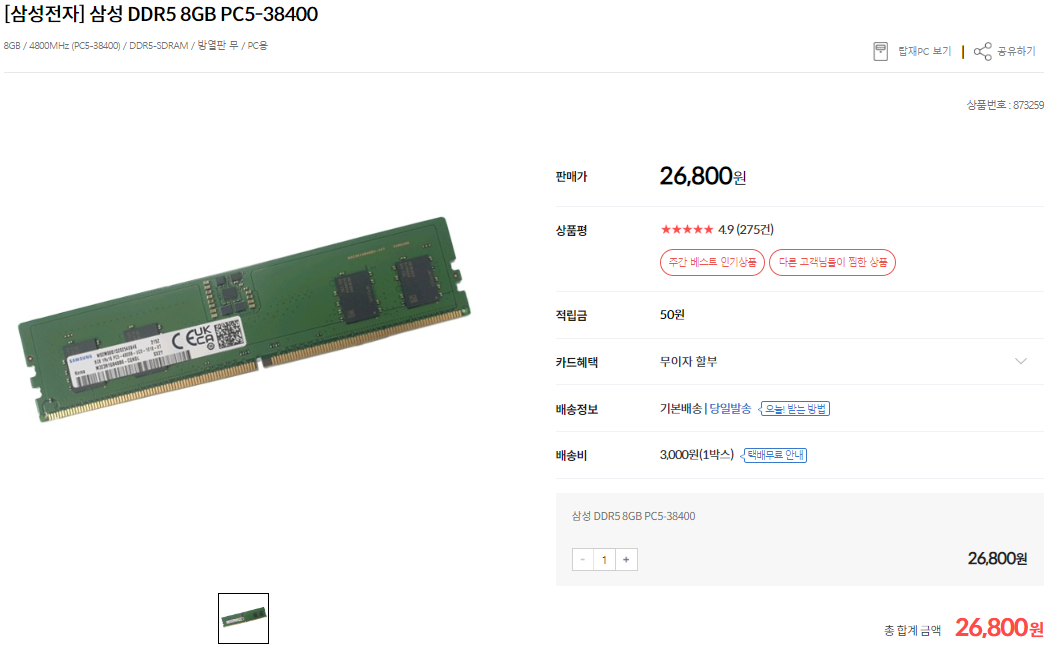 [삼성전자] 삼성 DDR5 8GB PC5-38400
8GB / 4800MHz (PC5-38400) / DDR5-SDRAM / 방열판 무 / PC용
탑재PC 보기 | 공유하기
상품번호 : 873259
판매가 26,800원
상품평 ★★★★★ 4.9 (275건)
주간 베스트 인기상품 다른 고객님들이 찜한 상품
적립금 50원
카드혜택 무이자 할부
배송정보 기본배송 | 당일발송 오늘! 받는 방법
배송비 3,000원(1박스) 택배무료 안내
SAMSUNG
CE UKCA
삼성 DDR5 8GB PC5-38400
- 1 + 26,800원
총 합계 금액 26,800원